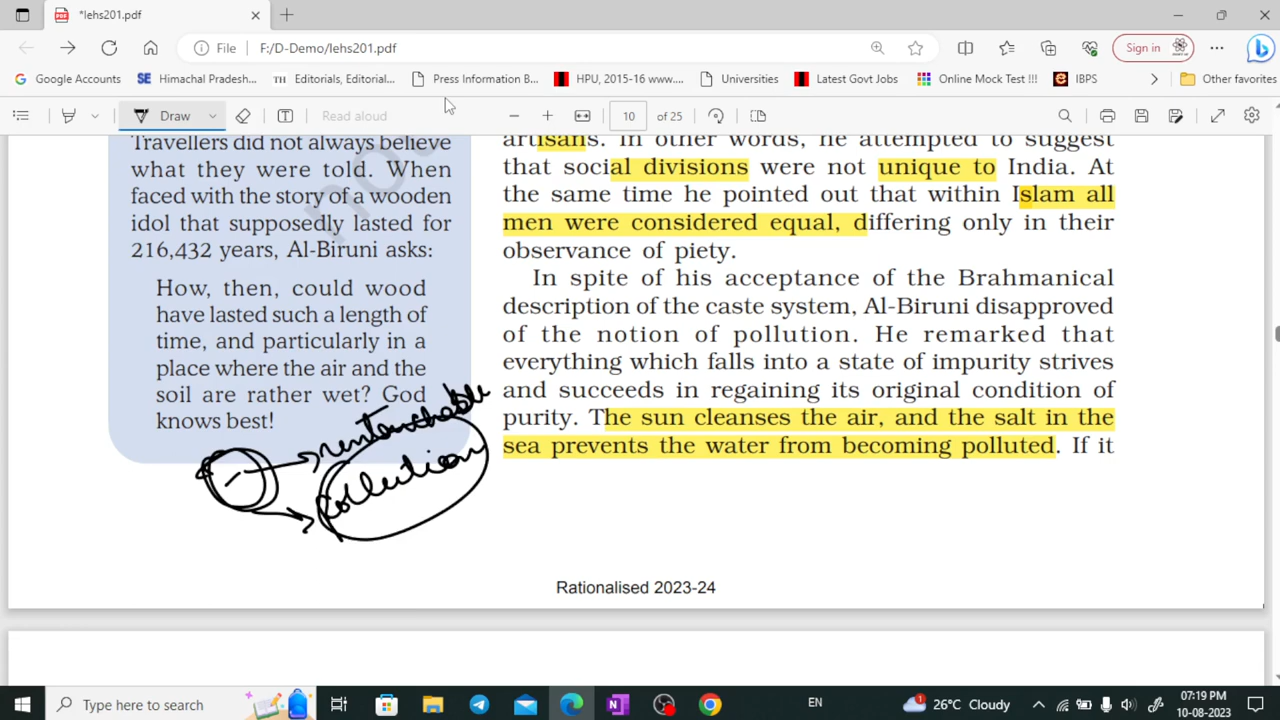 *lehs201.pdf
File F:/D-Demo/lehs201.pdf Sign in
Google Accounts SE Himachal Pradesh... TH Editorials, Editorial... Press Information B... HPU, 2015-16 www.... Universities Latest Govt Jobs Online Mock Test !!! IBPS Other favorites
Draw Read aloud 10 of 25
Travellers did not always believe
what they were told. When
faced with the story of a wooden
idol that supposedly lasted for
216,432 years, Al-Biruni asks:
How, then, could wood
have lasted such a length of
time, and particularly in a
place where the air and the
soil are rather wet? God
knows best!
artisans. In other words, he attempted to suggest
that social divisions were not unique to India. At
the same time he pointed out that within Islam all
men were considered equal, differing only in their
observance of piety.
In spite of his acceptance of the Brahmanical
description of the caste system, Al-Biruni disapproved
of the notion of pollution. He remarked that
everything which falls into a state of impurity strives
and succeeds in regaining its original condition of
purity. The sun cleanses the air, and the salt in the
sea prevents the water from becoming polluted. If it
Rationalised 2023-24
Type here to search
EN
1 26°C Cloudy
07:19 PM
10-08-2023